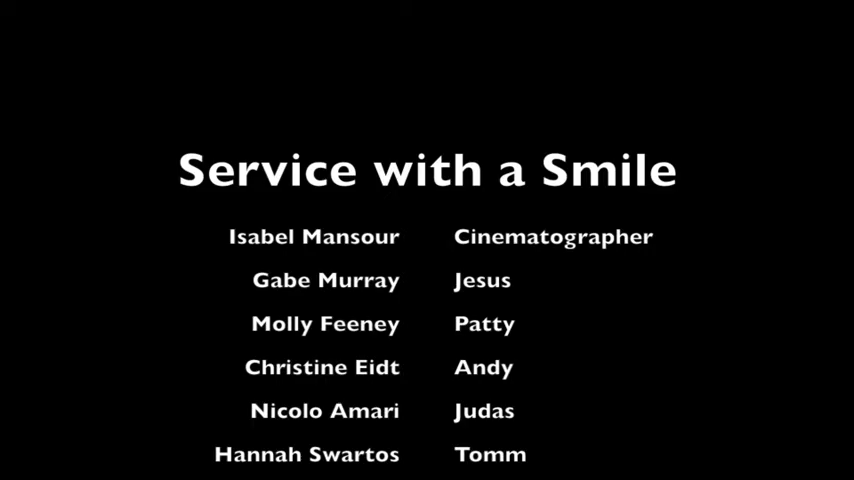 Service with a Smile
Isabel Mansour Cinematographer
Gabe Murray Jesus
Molly Feeney Patty
Christine Eidt Andy
Nicolo Amari Judas
Hannah Swartos Tomm